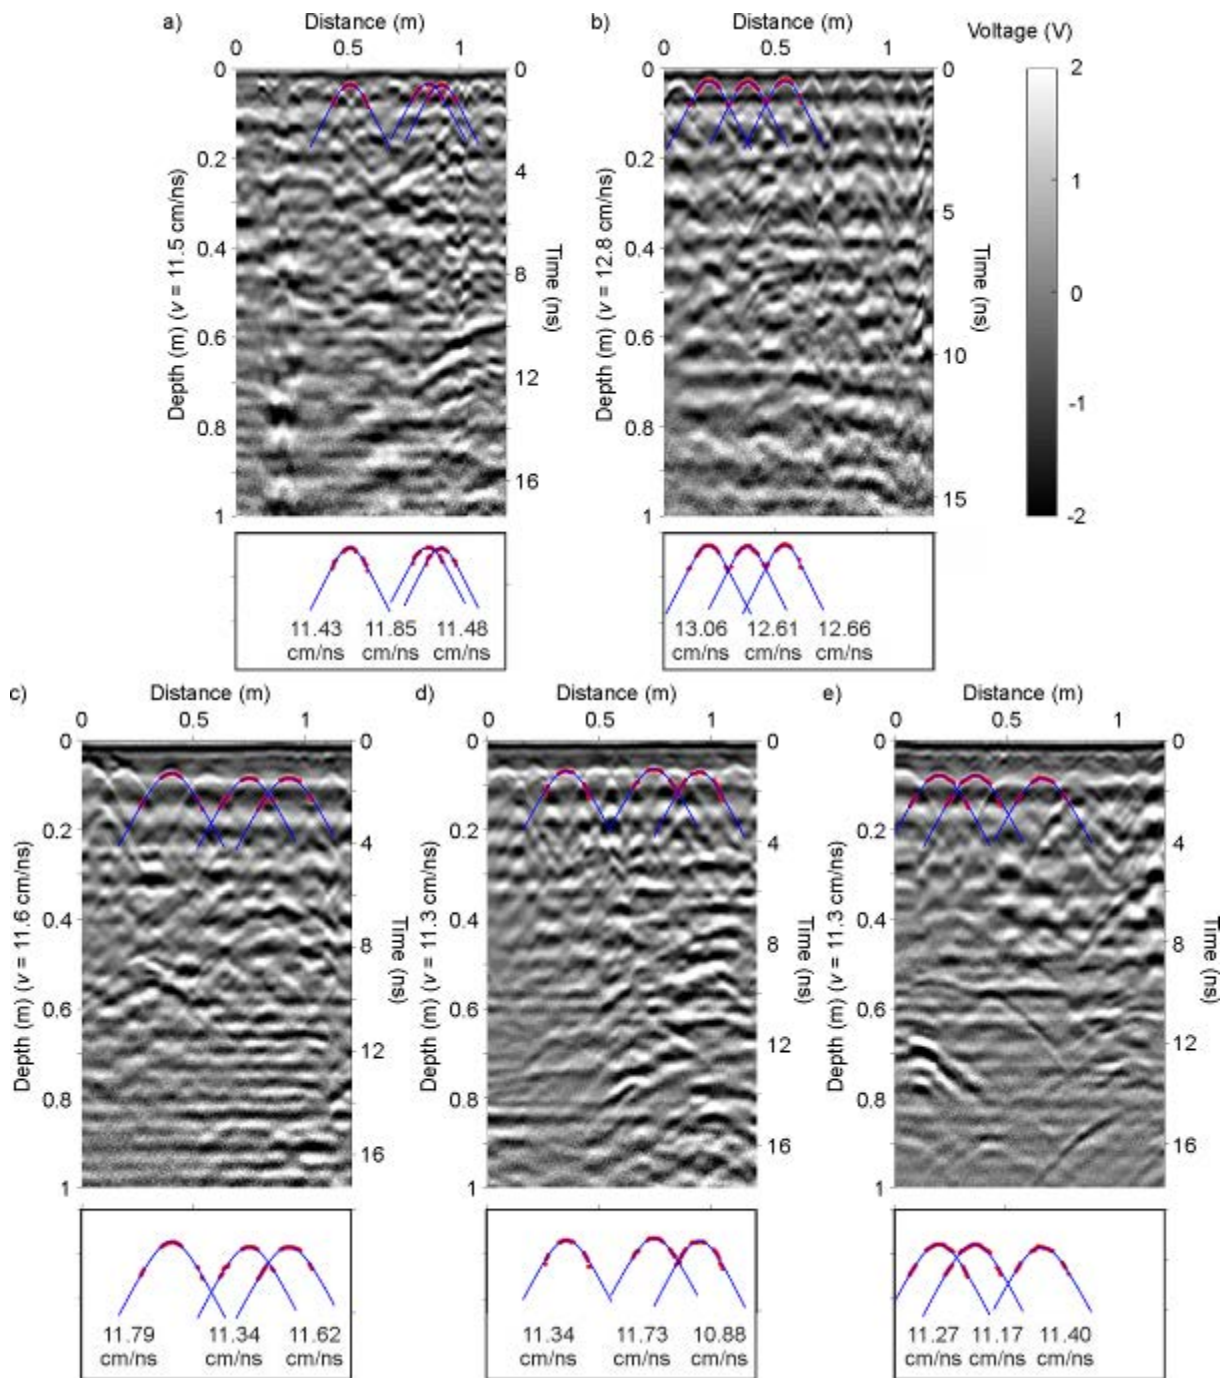 a)
Distance (m)
0 0.5 1
b)
Distance (m)
0 0.5 1
Voltage (V)
0
0.2
0.4
0.6
0.8
1
Depth (m) (v = 11.5 cm/ns)
0
4
8
12
16
Time (ns)
0
0.2
0.4
0.6
0.8
1
Depth (m) (v = 12.8 cm/ns)
0
5
10
15
Time (ns)
2
1
0
-1
-2
11.43 11.85 11.48
cm/ns cm/ns cm/ns
13.06 12.61 12.66
cm/ns cm/ns cm/ns
c)
Distance (m)
0 0.5 1
d)
Distance (m)
0 0.5 1
e)
Distance (m)
0 0.5 1
0
0.2
0.4
0.6
0.8
1
Depth (m) (v = 11.6 cm/ns)
0
4
8
12
16
Time (ns)
0
0.2
0.4
0.6
0.8
1
Depth (m) (v = 11.3 cm/ns)
0
4
8
12
16
Time (ns)
0
0.2
0.4
0.6
0.8
1
Depth (m) (v = 11.3 cm/ns)
0
4
8
12
16
Time (ns)
11.79 11.34 11.62
cm/ns cm/ns cm/ns
11.34 11.73 10.88
cm/ns cm/ns cm/ns
11.27 11.17 11.40
cm/ns cm/ns cm/ns